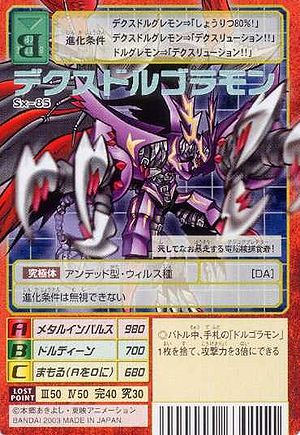 B
進化条件
デクスドルグレモン⇒「しょうりつ80%！」
デクスドルグレモン⇒「デクスリューション!!」
ドルグレモン⇒「デクスリューション!!」
デクスドルゴラモン
Sx-85
死してなお暴走する電脳核捕食者！
究極体 アンデット型・ウィルス種 [DA]
進化条件は無視できない
A メタルインパルス 980
B ドルディーン 700
C まもる(Aを0に) 680
LOST POINT Ⅲ50 Ⅳ50 完40 究30
◎バトル中、手札の「ドルゴラモン」
1枚を捨て、攻撃力を3倍にできる
©本郷あきよし・東映アニメーション
BANDAI 2003 MADE IN JAPAN